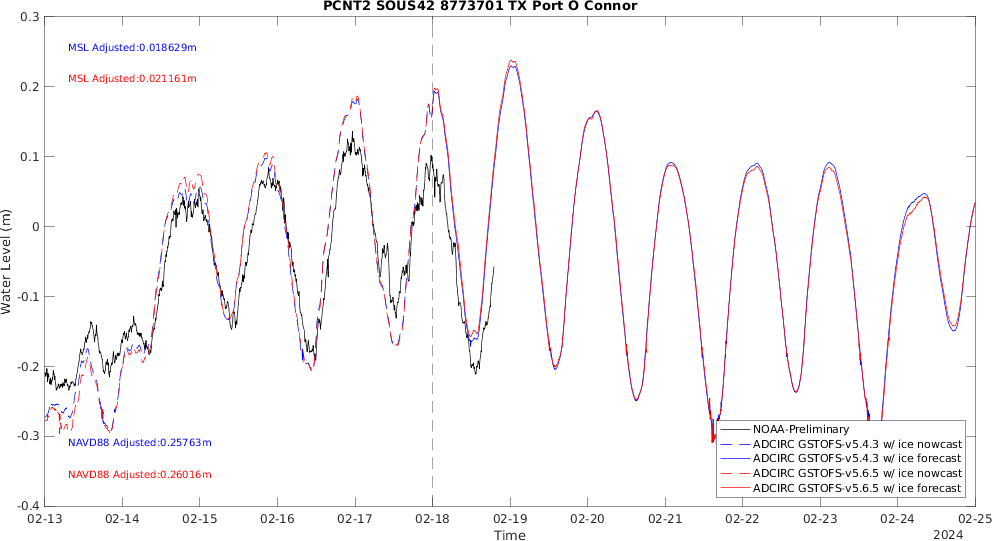 PCNT2 SOUS42 8773701 TX Port O Connor
0.3
0.2
0.1
0
-0.1
-0.2
-0.3
-0.4
Water Level (m)
MSL Adjusted:0.018629m
MSL Adjusted:0.021161m
NAVD88 Adjusted:0.25763m
NAVD88 Adjusted:0.26016m
NOAA-Preliminary
ADCIRC GSTOFS-v5.4.3 w/ ice nowcast
ADCIRC GSTOFS-v5.4.3 w/ ice forecast
ADCIRC GSTOFS-v5.6.5 w/ ice nowcast
ADCIRC GSTOFS-v5.6.5 w/ ice forecast
02-13 02-14 02-15 02-16 02-17 02-18 02-19 02-20 02-21 02-22 02-23 02-24 02-25
Time
2024